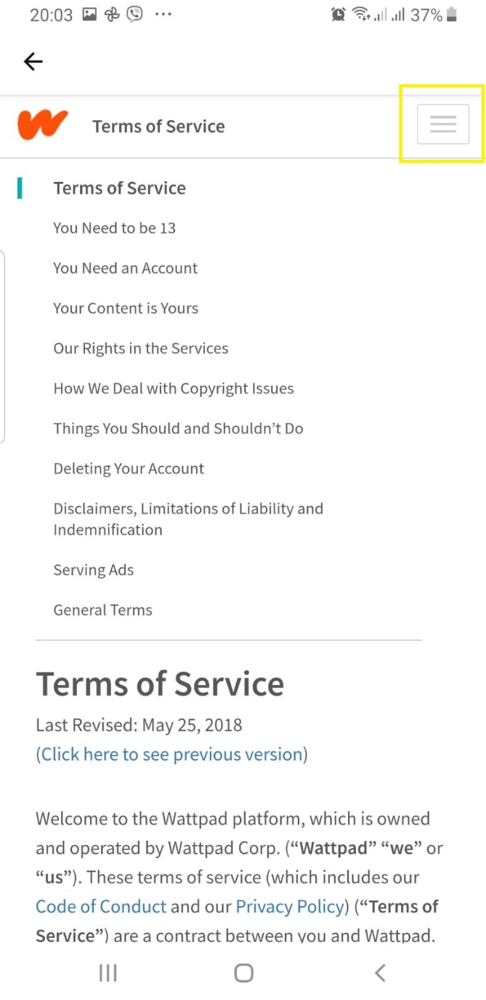 20:03
37%
Terms of Service
Terms of Service
You Need to be 13
You Need an Account
Your Content is Yours
Our Rights in the Services
How We Deal with Copyright Issues
Things You Should and Shouldn’t Do
Deleting Your Account
Disclaimers, Limitations of Liability and
Indemnification
Serving Ads
General Terms
Terms of Service
Last Revised: May 25, 2018
(Click here to see previous version)
Welcome to the Wattpad platform, which is owned
and operated by Wattpad Corp. (“Wattpad” “we” or
“us”). These terms of service (which includes our
Code of Conduct and our Privacy Policy) (“Terms of
Service”) are a contract between you and Wattpad.